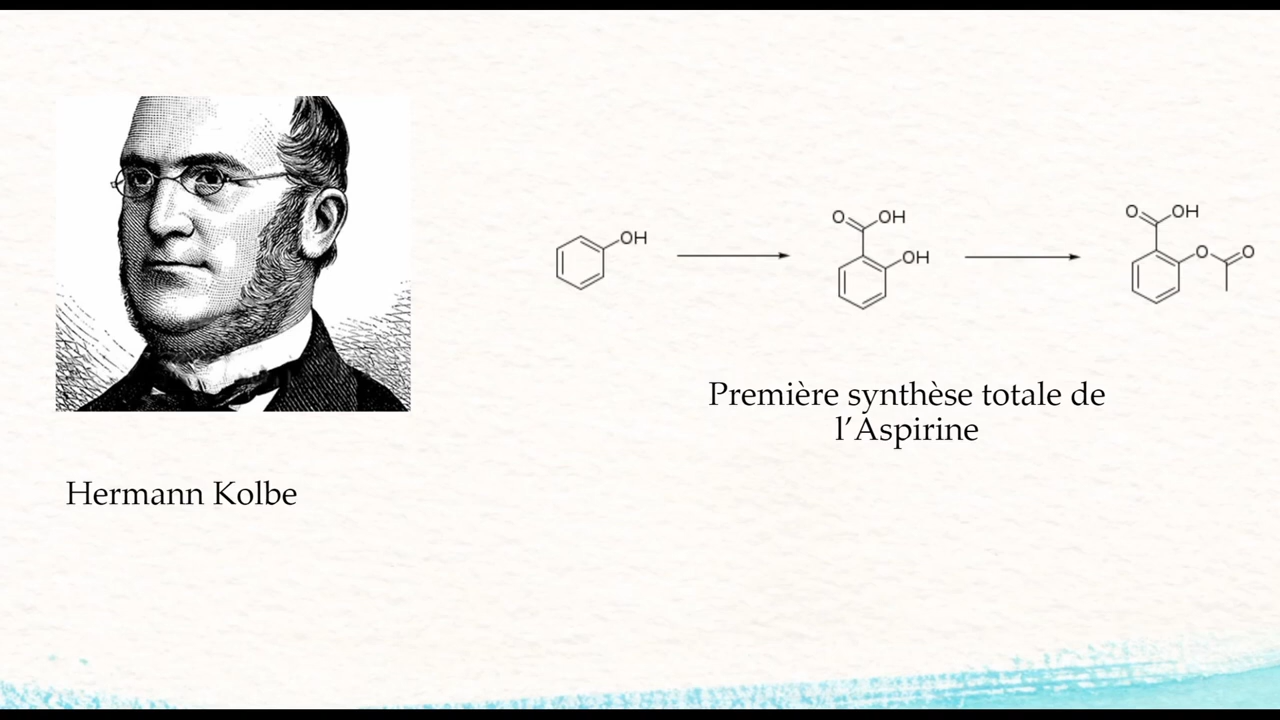 OH
O
OH
OH
O
OH
O
O
Première synthèse totale de
l’Aspirine
Hermann Kolbe